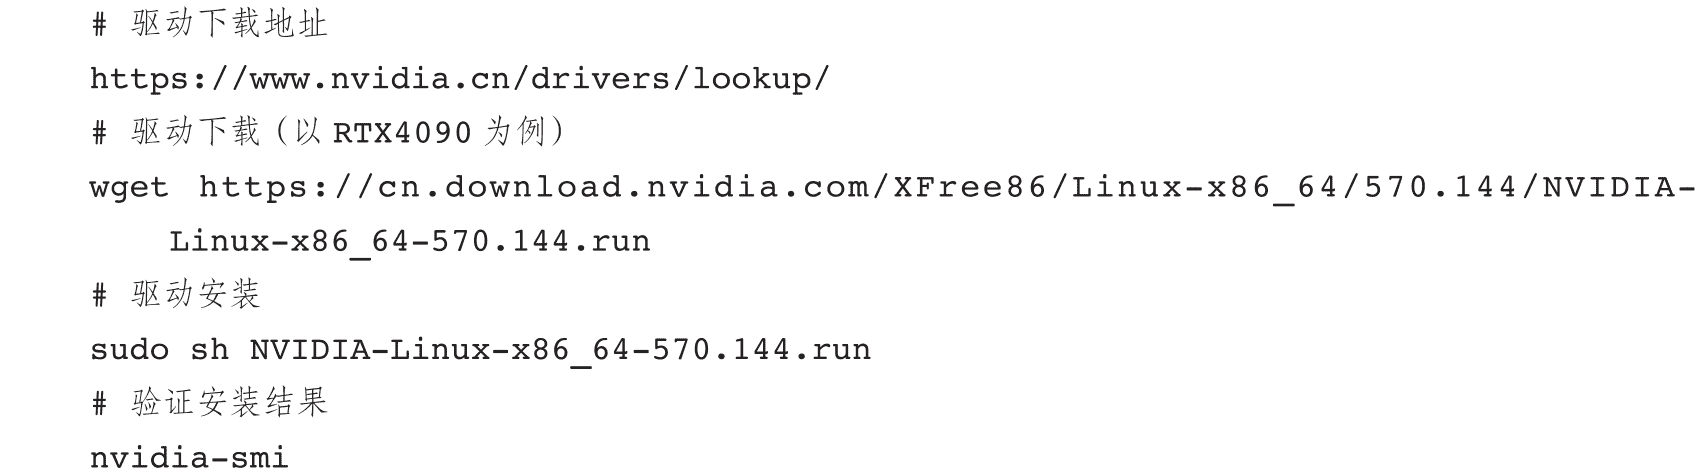 # 驱动下载地址
https://www.nvidia.cn/drivers/lookup/
# 驱动下载（以 RTX4090 为例）
wget https://cn.download.nvidia.com/XFree86/Linux-x86_64/570.144/NVIDIA-
Linux-x86_64-570.144.run
# 驱动安装
sudo sh NVIDIA-Linux-x86_64-570.144.run
# 验证安装结果
nvidia-smi